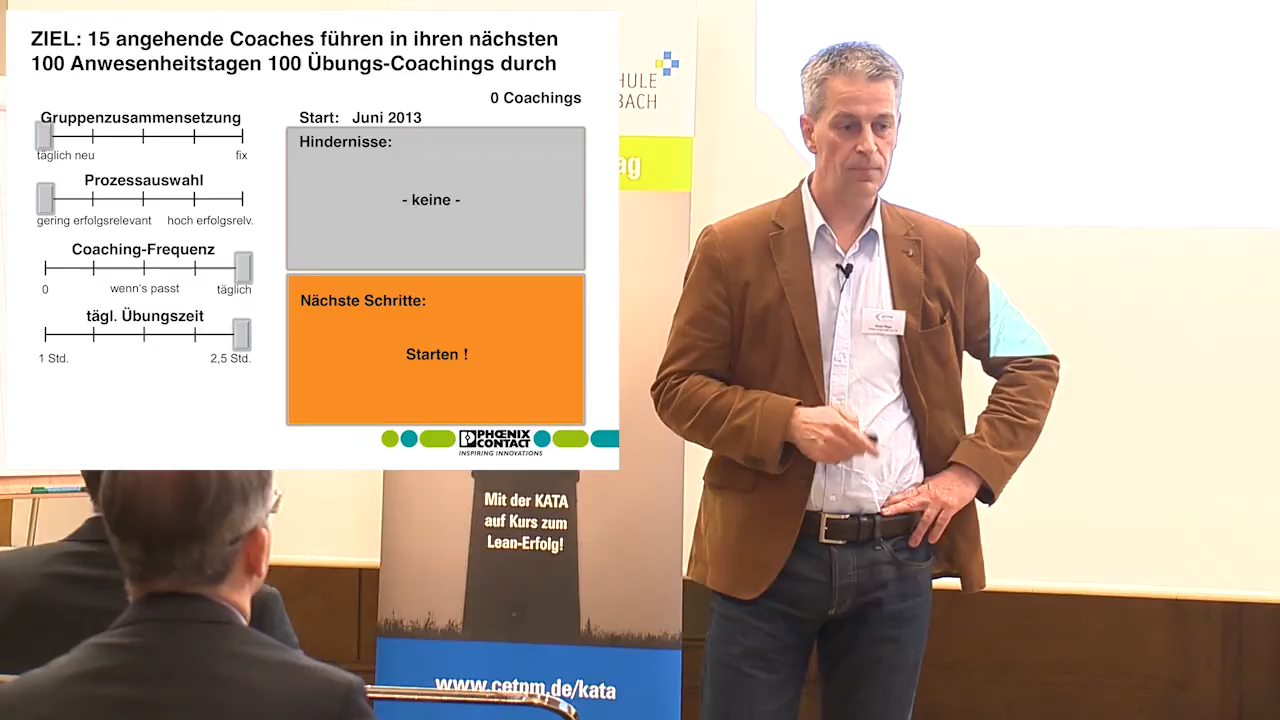 ZIEL: 15 angehende Coaches führen in ihren nächsten
100 Anwesenheitstagen 100 Übungs-Coachings durch
0 Coachings
Gruppenzusammensetzung
täglich neu
fix
Prozessauswahl
gering erfolgsrelevant
hoch erfolgsrelv.
Coaching-Frequenz
0
wenn's passt
täglich
tägl. Übungszeit
1 Std.
2,5 Std.
Start: Juni 2013
Hindernisse:
- keine -
Nächste Schritte:
Starten !
PHŒNIX
CONTACT
INSPIRING INNOVATIONS
HULE
BACH
ag
Mit der KATA
auf Kurs zum
Lean-Erfolg!
www.cetpm.de/kata